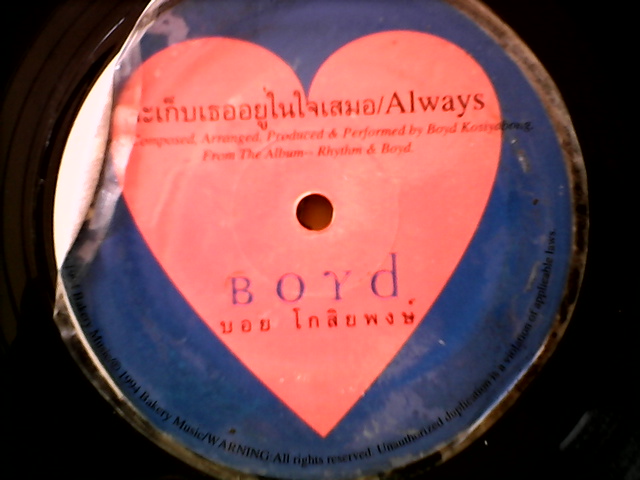 จะเก็บเธออยู่ในใจเสมอ/Always
Composed, Arranged, Produced & Performed by Boyd Kosiyabong.
From The Album-- Rhythm & Boyd.
BOYd
บอย โกสิยพงษ์
Bakery Music © 1994 Bakery Music/WARNING:All rights reserved. Unauthorized duplication is a violation of applicable laws.